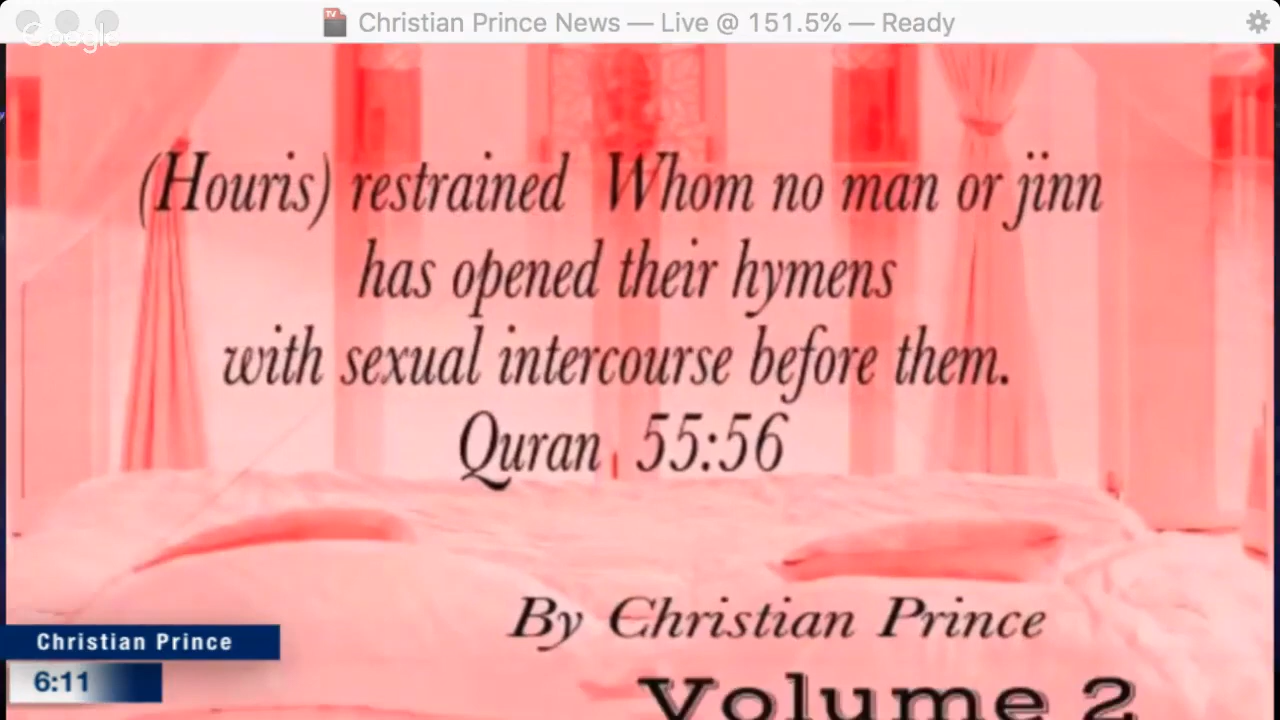 Christian Prince News — Live @ 151.5% — Ready
Google
(Houris) restrained Whom no man or jinn
has opened their hymens
with sexual intercourse before them.
Quran 55:56
By Christian Prince
Volume 2
Christian Prince
6:11